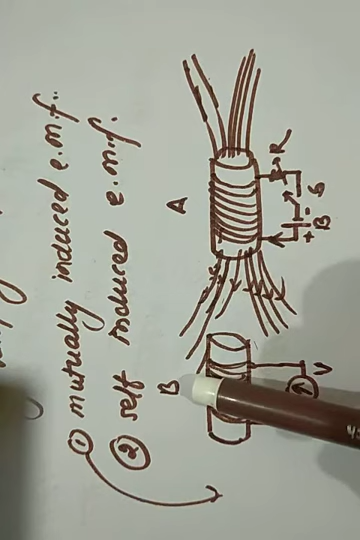 ① mutually induced e.m.f.
② self induced e.m.f.
A
R
S
B
+ -
B
V